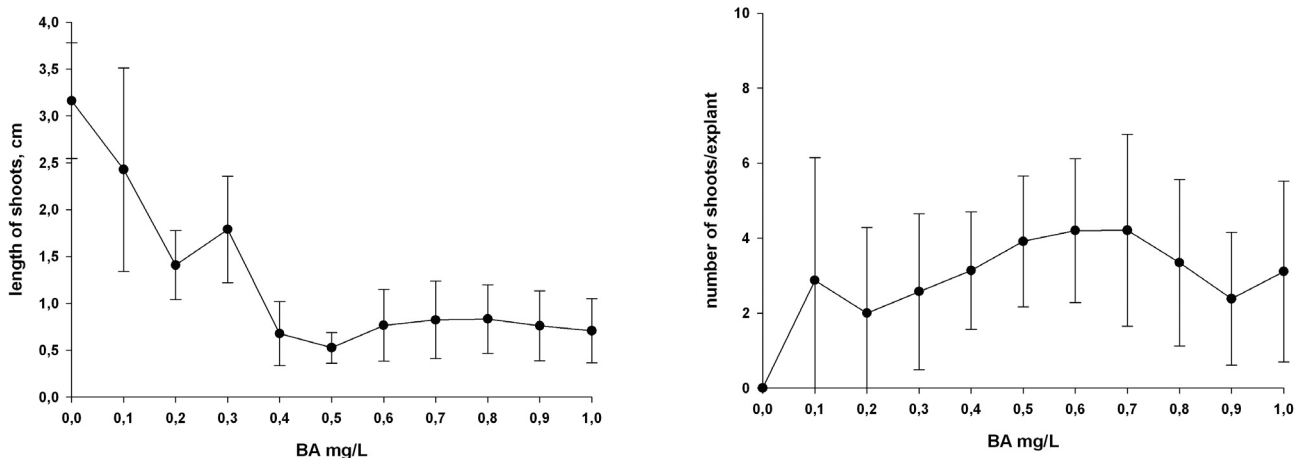 length of shoots, cm
4,0
3,5
3,0
2,5
2,0
1,5
1,0
0,5
0,0
0,0 0,1 0,2 0,3 0,4 0,5 0,6 0,7 0,8 0,9 1,0
BA mg/L
number of shoots/explant
10
8
6
4
2
0
0,0 0,1 0,2 0,3 0,4 0,5 0,6 0,7 0,8 0,9 1,0
BA mg/L